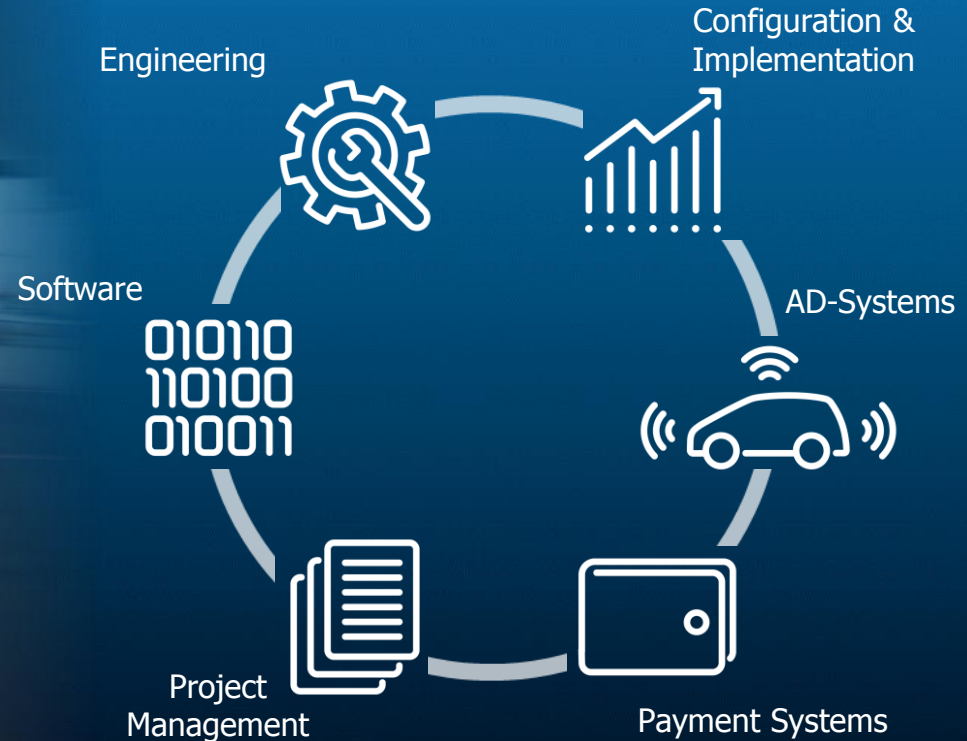 Configuration &
Implementation
Engineering
Software
010110
110100
010011
AD-Systems
Project
Management
Payment Systems